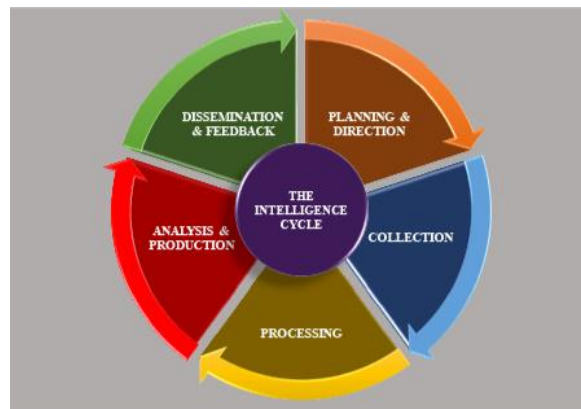 DISSEMINATION
& FEEDBACK
PLANNING &
DIRECTION
THE
INTELLIGENCE
CYCLE
ANALYSIS &
PRODUCTION
COLLECTION
PROCESSING